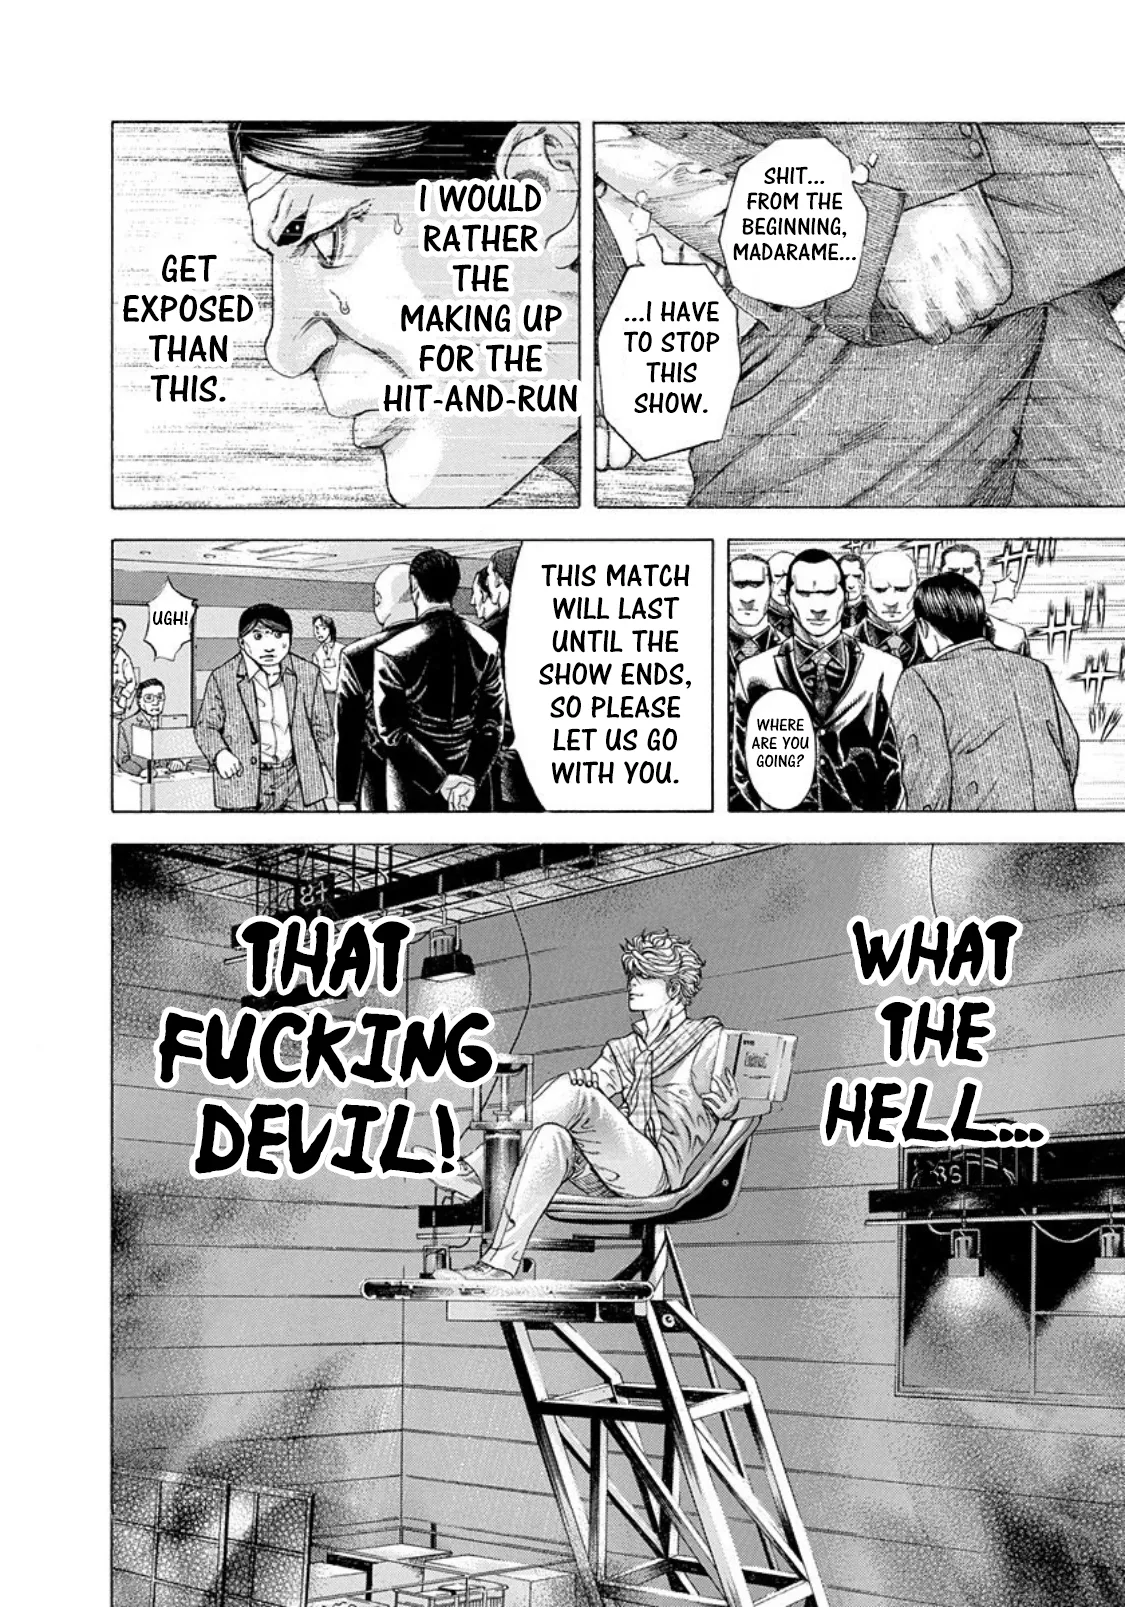 SHIT...
FROM THE
BEGINNING,
MADARAME...
...I HAVE
TO STOP
THIS
SHOW.
I WOULD
RATHER
THE
MAKING UP
FOR THE
HIT-AND-RUN
GET
EXPOSED
THAN
THIS.
WHERE
ARE YOU
GOING?
THIS MATCH
WILL LAST
UNTIL THE
SHOW ENDS,
SO PLEASE
LET US GO
WITH YOU.
UGH!
WHAT
THE
HELL...
THAT
FUCKING
DEVIL!
84